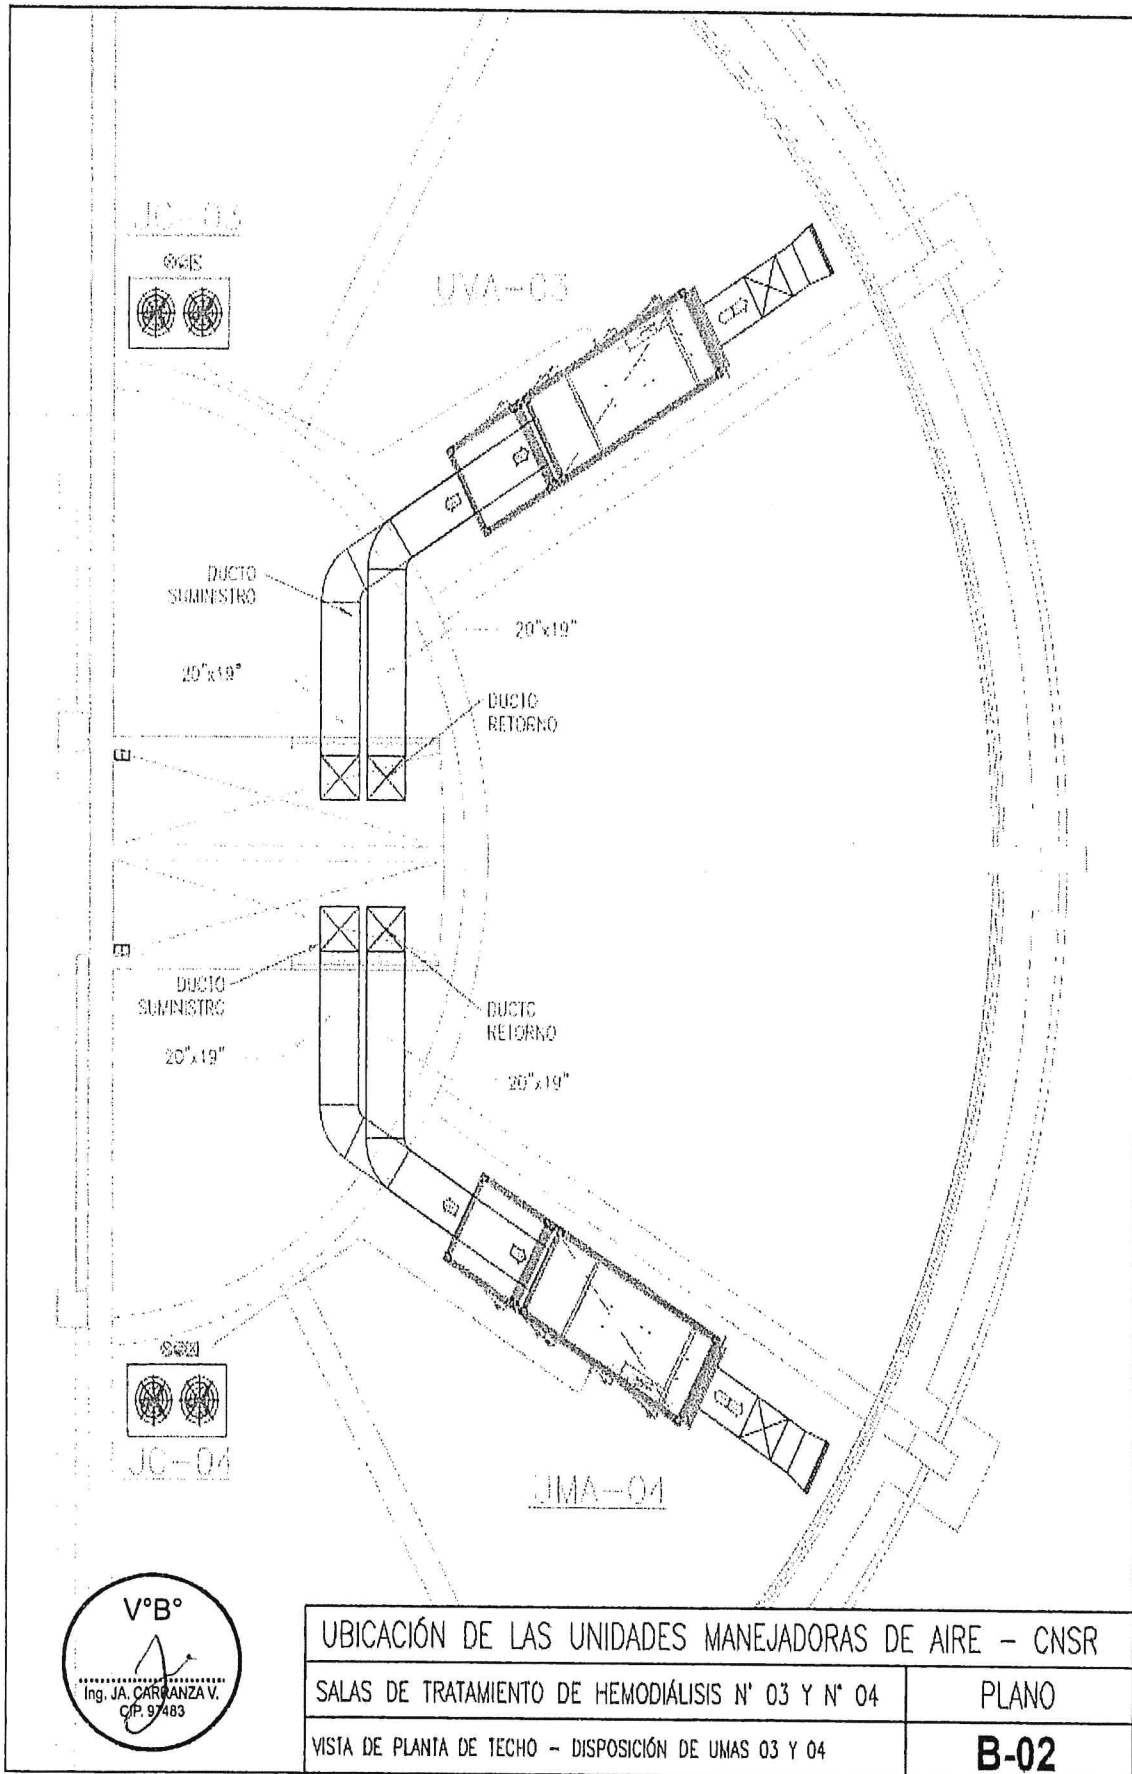 UVA-03
DUCTO
SUMINISTRO
20"x19"
20"x19"
DUCTO
RETORNO
DUCTO
SUMINISTRO
DUCTO
RETORNO
20"x19"
20"x19"
UMA-04
V°B°
Ing. JA. CARRANZA V.
CIP. 97483
UBICACIÓN DE LAS UNIDADES MANEJADORAS DE AIRE - CNSR
SALAS DE TRATAMIENTO DE HEMODIÁLISIS N° 03 Y N° 04
PLANO
VISTA DE PLANTA DE TECHO - DISPOSICIÓN DE UMAS 03 Y 04
B-02